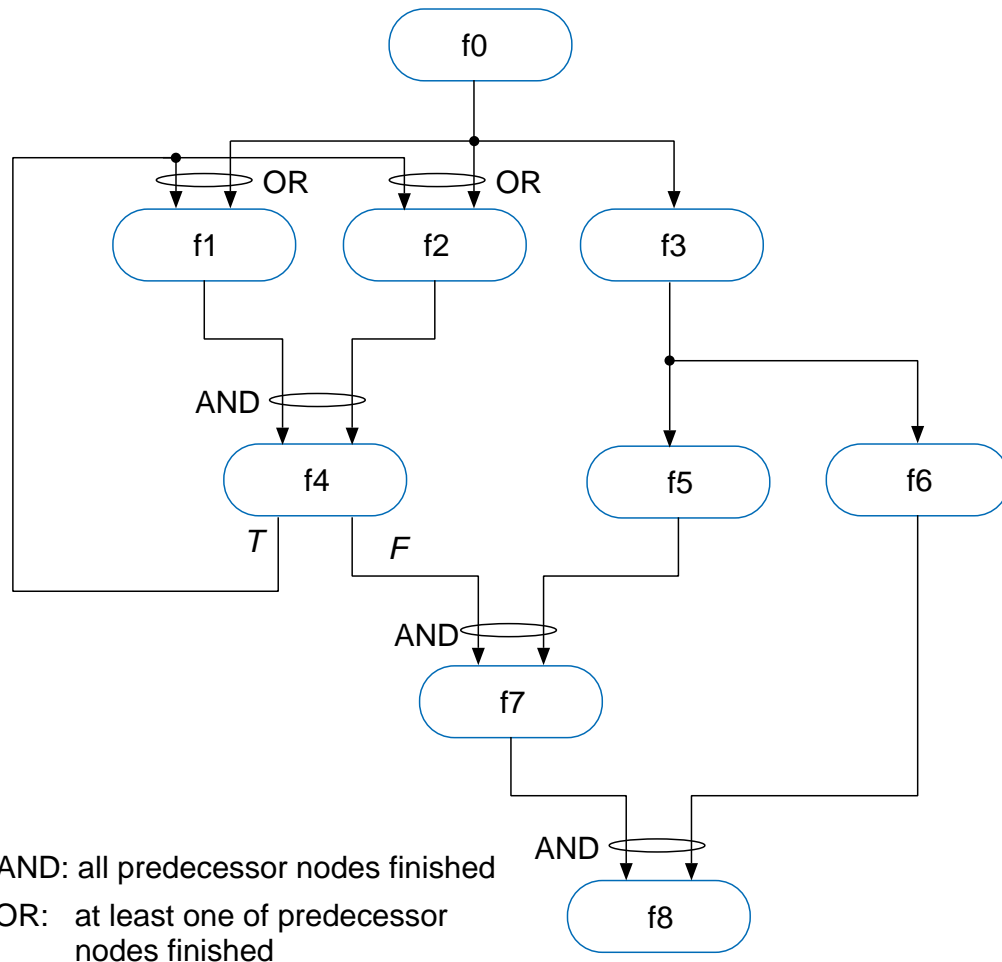 f0
OR
OR
f1
f2
f3
AND
f4
f5
f6
T
F
AND
f7
AND
AND: all predecessor nodes finished
OR: at least one of predecessor
nodes finished
f8